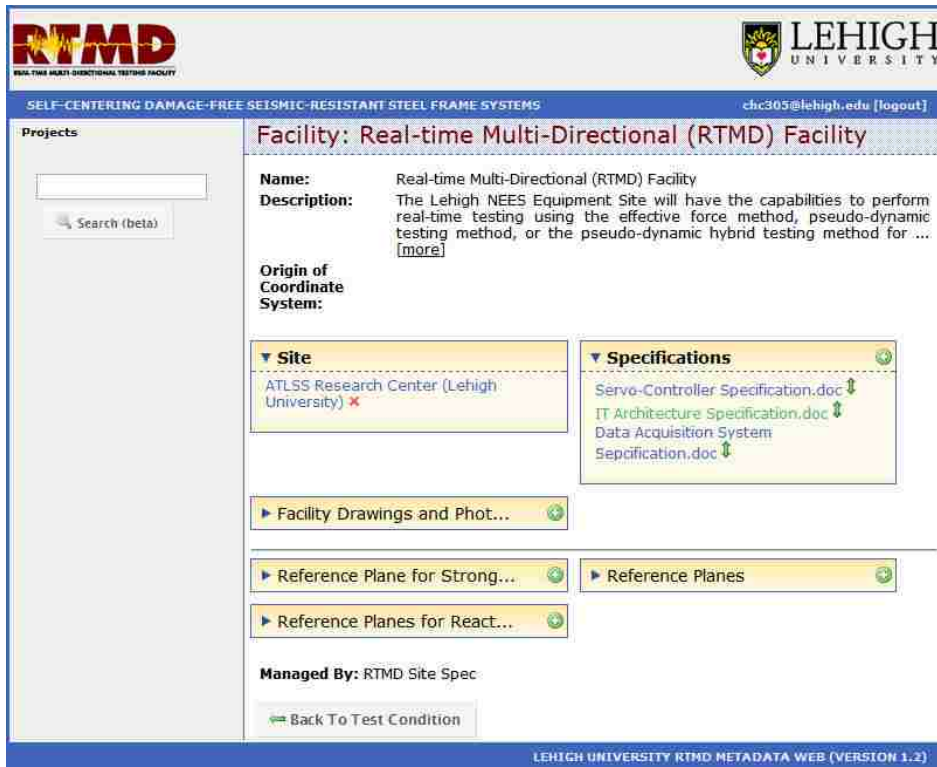 RTMD
REAL-TIME MULTI-DIRECTIONAL TESTING FACILITY
LEHIGH
UNIVERSITY
SELF-CENTERING DAMAGE-FREE SEISMIC-RESISTANT STEEL FRAME SYSTEMS
chc305@lehigh.edu [logout]
Projects
Search (beta)
Facility: Real-time Multi-Directional (RTMD) Facility
Name: Real-time Multi-Directional (RTMD) Facility
Description: The Lehigh NEES Equipment Site will have the capabilities to perform
real-time testing using the effective force method, pseudo-dynamic
testing method, or the pseudo-dynamic hybrid testing method for ...
[more]
Origin of
Coordinate
System:
Site
ATLSS Research Center (Lehigh
University)
Specifications
Servo-Controller Specification.doc
IT Architecture Specification.doc
Data Acquisition System
Sepcification.doc
Facility Drawings and Phot...
Reference Plane for Strong...
Reference Planes
Reference Planes for React...
Managed By: RTMD Site Spec
Back To Test Condition
LEHIGH UNIVERSITY RTMD METADATA WEB (VERSION 1.2)